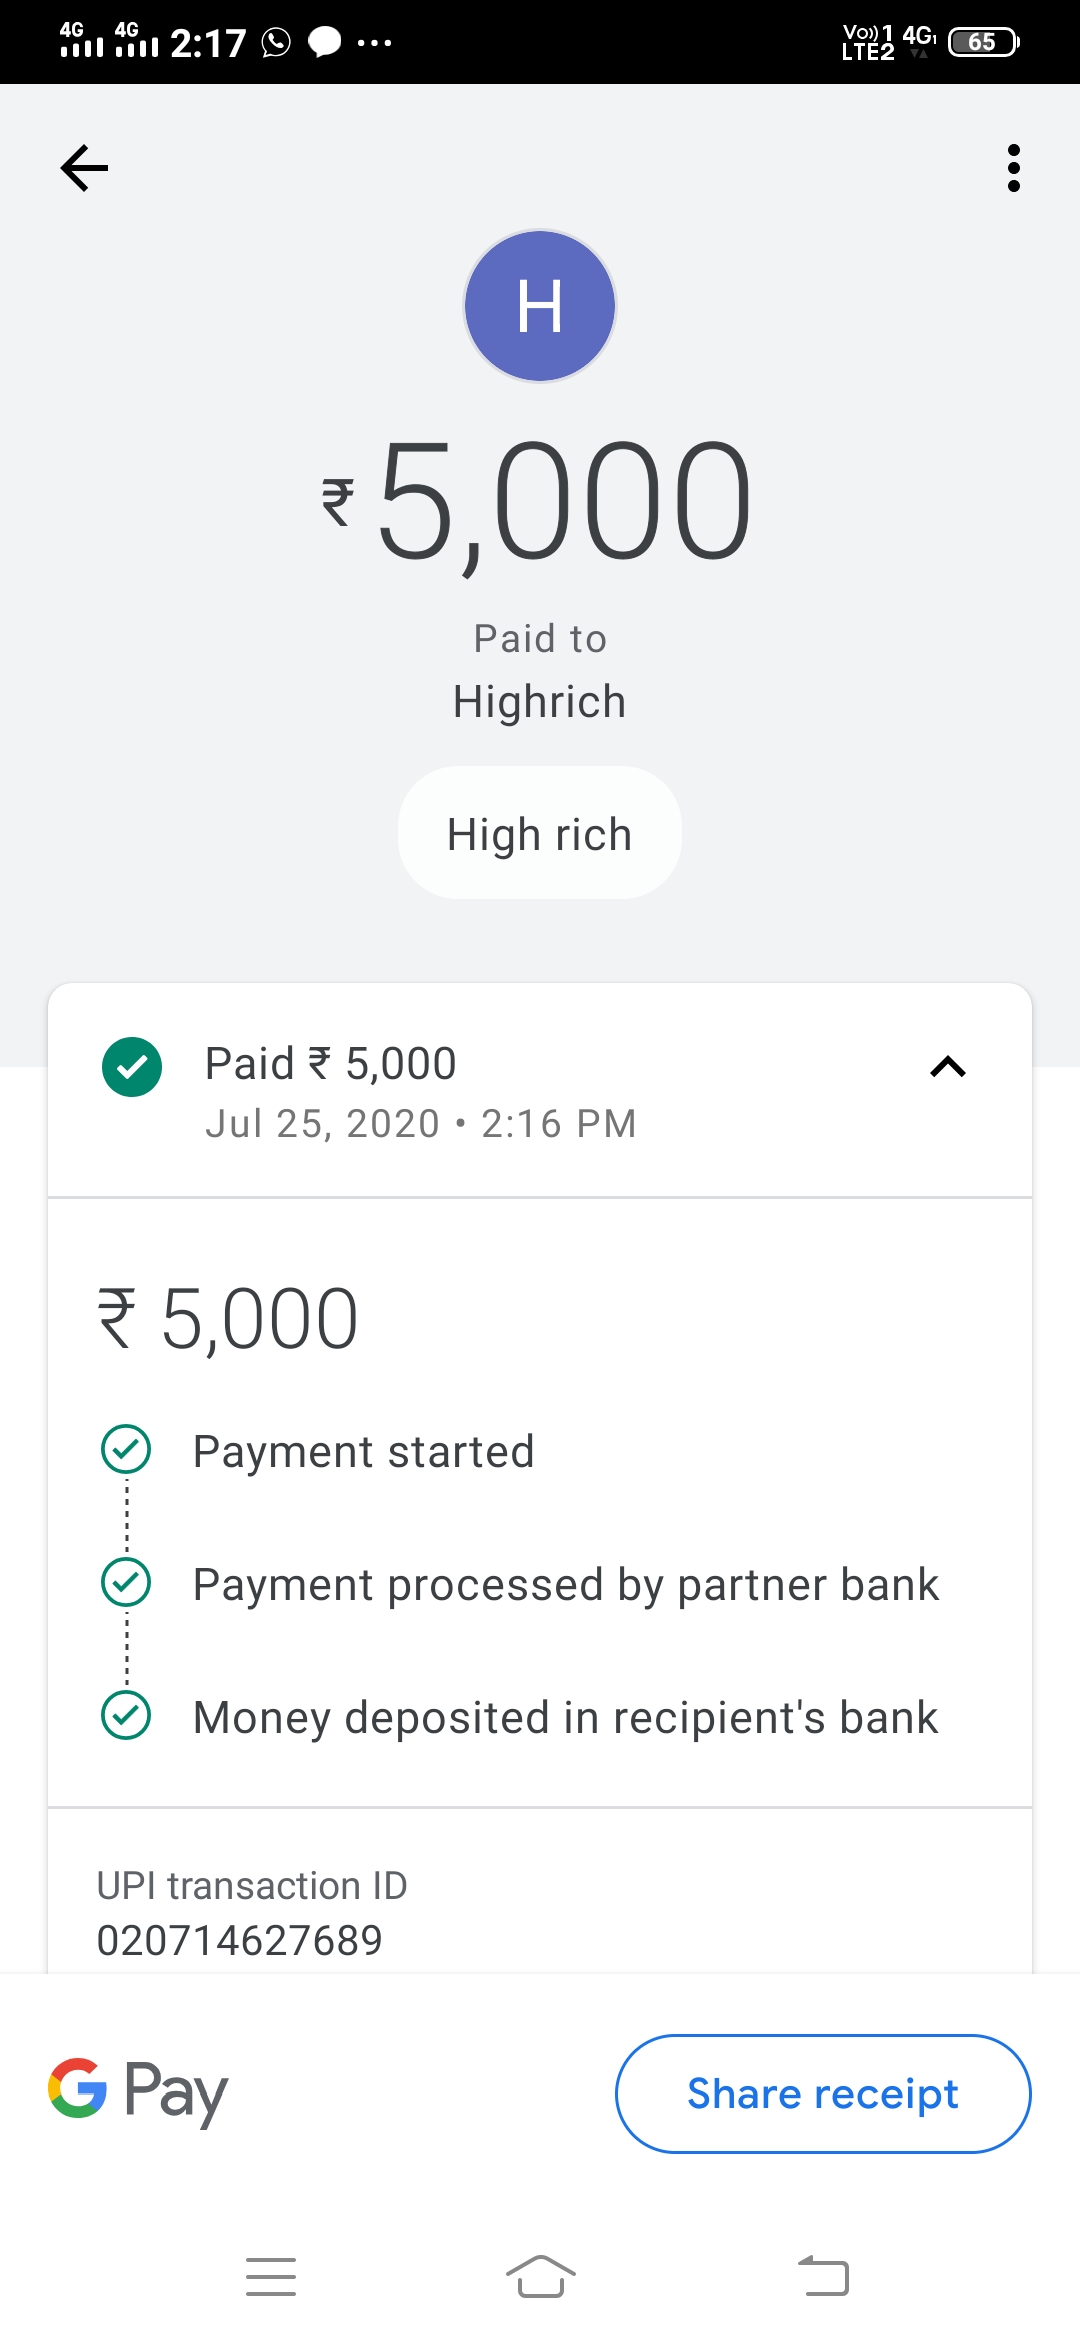 4G 4G 2:17 Vo)) 1 4G1 65
LTE2
H
₹5,000
Paid to
Highrich
High rich
Paid ₹ 5,000
Jul 25, 2020 • 2:16 PM
₹ 5,000
Payment started
Payment processed by partner bank
Money deposited in recipient's bank
UPI transaction ID
020714627689
G Pay
Share receipt